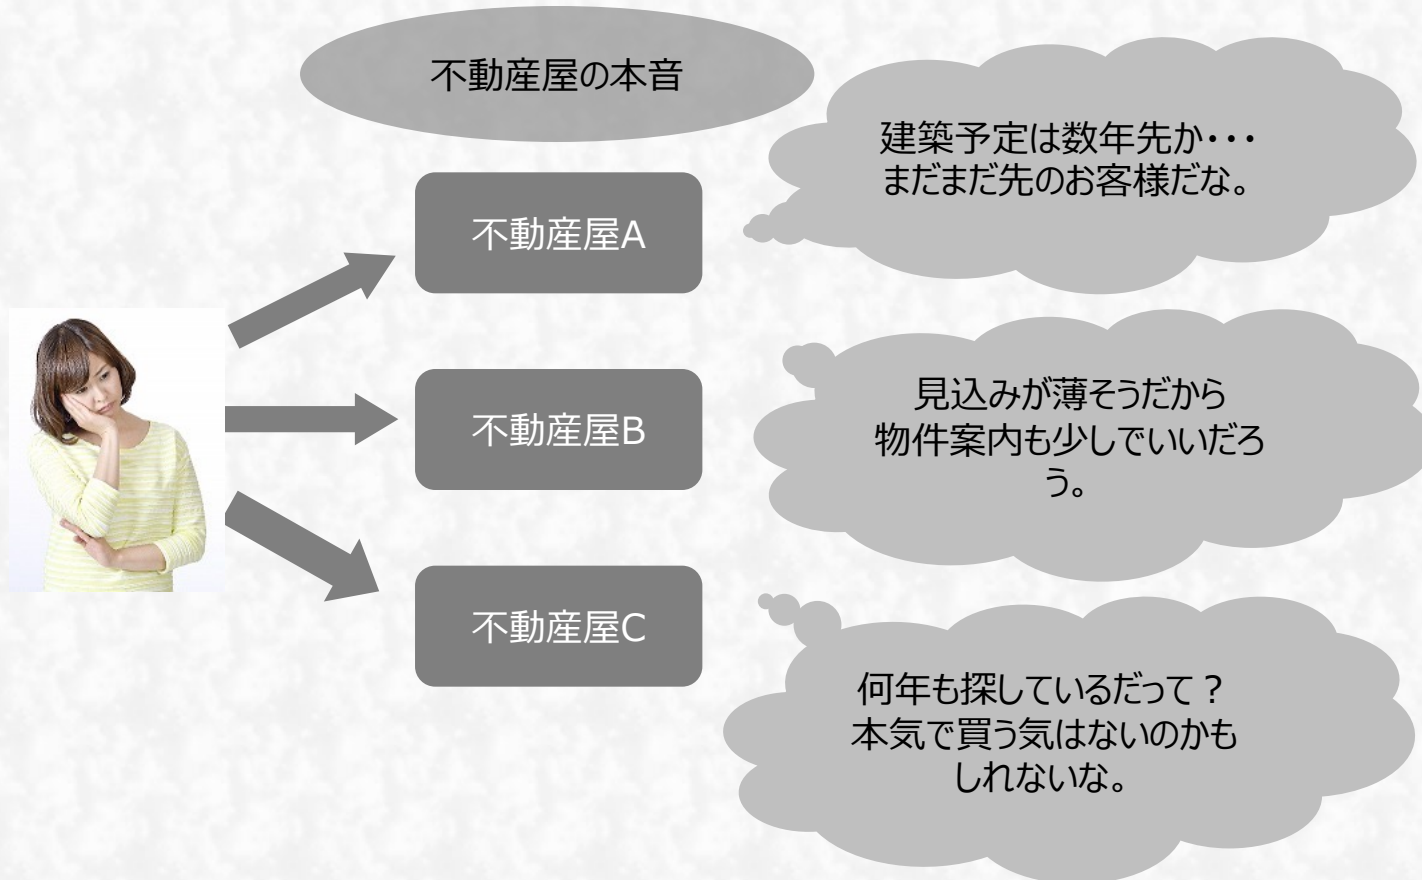 不動産屋の本音
不動産屋A
建築予定は数年先か・・・
まだまだ先のお客様だな。
不動産屋B
見込みが薄そうだから
物件案内も少しでいいだろ
う。
不動産屋C
何年も探しているだって？
本気で買う気はないのかも
しれないな。